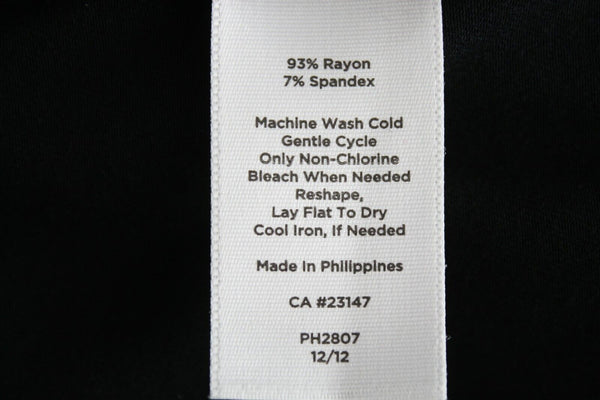 93% Rayon
7% Spandex
Machine Wash Cold
Gentle Cycle
Only Non-Chlorine
Bleach When Needed
Reshape,
Lay Flat To Dry
Cool Iron, If Needed
Made In Philippines
CA #23147
PH2807
12/12